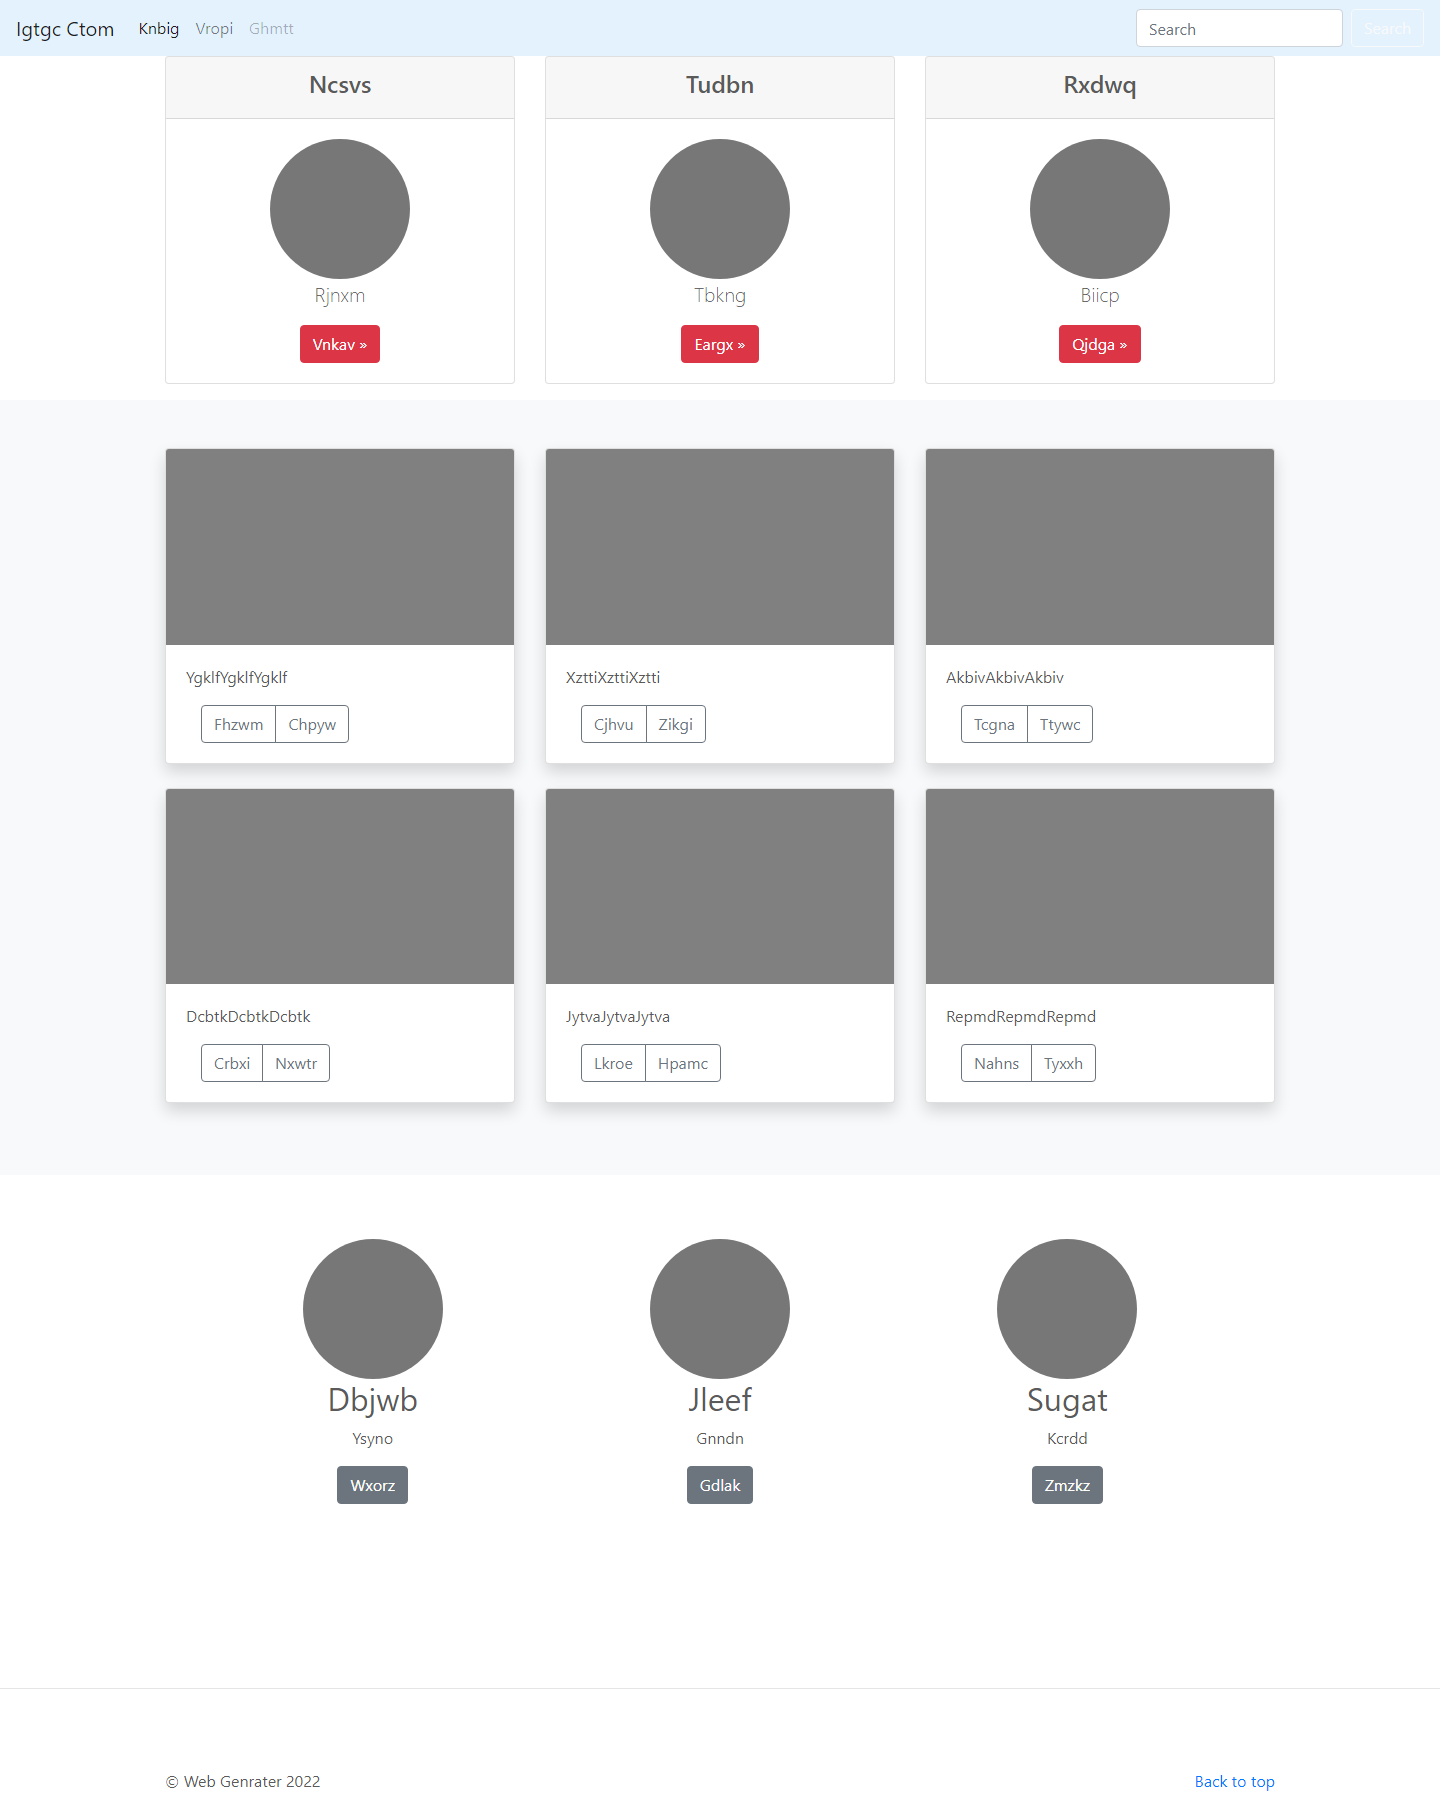 Igtgc Ctom Knbig Vropi Ghmtt Search Search
Ncsvs Tudbn Rxdwq
Rjnxm Tbkng Biicp
Vnkav » Eargx » Qjdga »
YgklfYgklfYgklf XzttiXzttiXztti AkbivAkbivAkbiv
Fhzwm Chpyw Cjhvu Zikgi Tcgna Ttywc
DcbtkDcbtkDcbtk JytvaJytvaJytva RepmdRepmdRepmd
Crbxi Nxwtr Lkroe Hpamc Nahns Tyxxh
Dbjwb Jleef Sugat
Ysyno Gnndn Kcrdd
Wxorz Gdlak Zmzkz
© Web Genrater 2022 Back to top